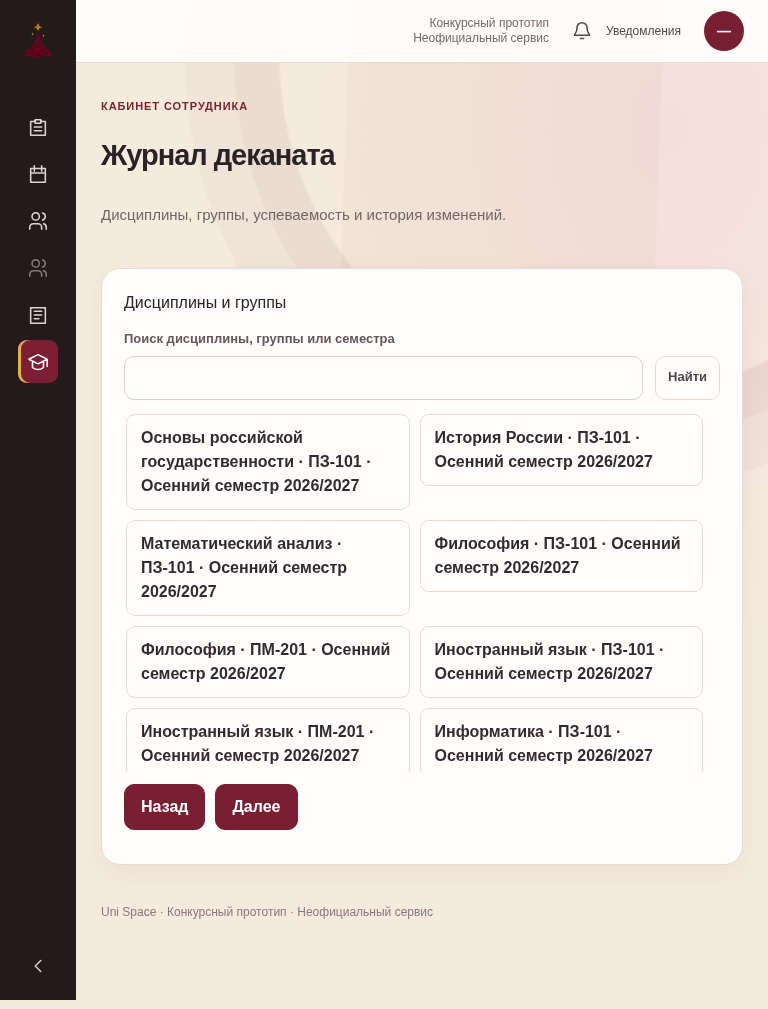 Конкурсный прототип
Неофициальный сервис
Уведомления
КАБИНЕТ СОТРУДНИКА
Журнал деканата
Дисциплины, группы, успеваемость и история изменений.
Дисциплины и группы
Поиск дисциплины, группы или семестра
Найти
Основы российской
государственности · ПЗ-101 ·
Осенний семестр 2026/2027
История России · ПЗ-101 ·
Осенний семестр 2026/2027
Математический анализ ·
ПЗ-101 · Осенний семестр
2026/2027
Философия · ПЗ-101 · Осенний
семестр 2026/2027
Философия · ПМ-201 · Осенний
семестр 2026/2027
Иностранный язык · ПЗ-101 ·
Осенний семестр 2026/2027
Иностранный язык · ПМ-201 ·
Осенний семестр 2026/2027
Информатика · ПЗ-101 ·
Осенний семестр 2026/2027
Назад
Далее
Uni Space · Конкурсный прототип · Неофициальный сервис